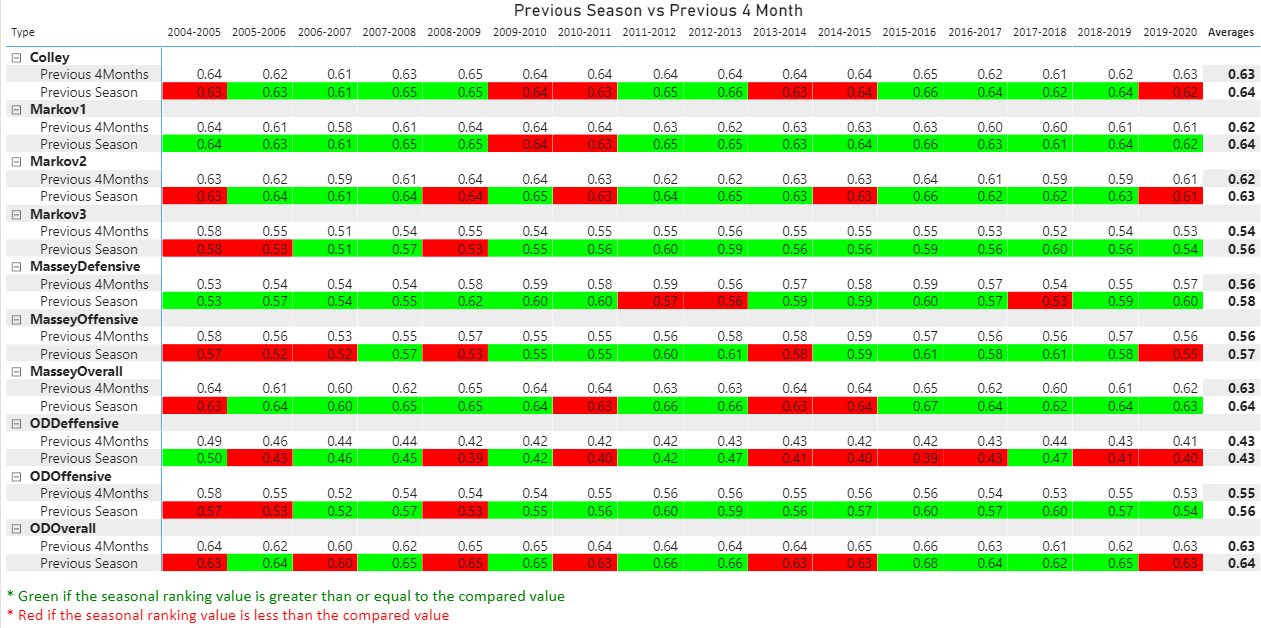 Previous Season vs Previous 4 Month
Type 2004-2005 2005-2006 2006-2007 2007-2008 2008-2009 2009-2010 2010-2011 2011-2012 2012-2013 2013-2014 2014-2015 2015-2016 2016-2017 2017-2018 2018-2019 2019-2020 Averages
Colley
Previous 4Months 0.64 0.62 0.61 0.63 0.65 0.64 0.64 0.64 0.64 0.64 0.64 0.65 0.62 0.61 0.62 0.63 0.63
Previous Season 0.63 0.63 0.61 0.65 0.65 0.64 0.63 0.65 0.66 0.63 0.64 0.66 0.64 0.62 0.64 0.62 0.64
Markov1
Previous 4Months 0.64 0.61 0.58 0.61 0.64 0.64 0.64 0.63 0.62 0.63 0.63 0.63 0.60 0.60 0.61 0.61 0.62
Previous Season 0.64 0.63 0.61 0.65 0.65 0.64 0.63 0.65 0.65 0.63 0.64 0.66 0.63 0.61 0.64 0.62 0.64
Markov2
Previous 4Months 0.63 0.62 0.59 0.61 0.64 0.64 0.63 0.62 0.62 0.63 0.63 0.64 0.61 0.59 0.59 0.61 0.62
Previous Season 0.63 0.64 0.61 0.64 0.64 0.65 0.63 0.64 0.65 0.63 0.63 0.66 0.62 0.62 0.63 0.61 0.63
Markov3
Previous 4Months 0.58 0.55 0.51 0.54 0.55 0.54 0.55 0.55 0.56 0.55 0.55 0.55 0.53 0.52 0.54 0.53 0.54
Previous Season 0.58 0.53 0.51 0.57 0.53 0.55 0.56 0.60 0.59 0.56 0.56 0.59 0.56 0.60 0.56 0.54 0.56
MasseyDefensive
Previous 4Months 0.53 0.54 0.54 0.54 0.58 0.59 0.58 0.59 0.56 0.57 0.58 0.59 0.57 0.54 0.55 0.57 0.56
Previous Season 0.53 0.57 0.54 0.55 0.62 0.60 0.60 0.57 0.56 0.59 0.59 0.60 0.57 0.53 0.59 0.60 0.58
MasseyOffensive
Previous 4Months 0.58 0.56 0.53 0.55 0.57 0.55 0.55 0.56 0.58 0.58 0.59 0.57 0.56 0.56 0.57 0.56 0.56
Previous Season 0.57 0.52 0.52 0.57 0.53 0.55 0.55 0.60 0.61 0.58 0.59 0.61 0.58 0.61 0.58 0.55 0.57
MasseyOverall
Previous 4Months 0.64 0.61 0.60 0.62 0.65 0.64 0.64 0.63 0.63 0.64 0.64 0.65 0.62 0.60 0.61 0.62 0.63
Previous Season 0.63 0.64 0.60 0.65 0.65 0.64 0.63 0.66 0.66 0.63 0.64 0.67 0.64 0.62 0.64 0.63 0.64
ODDeffensive
Previous 4Months 0.49 0.46 0.44 0.44 0.42 0.42 0.42 0.42 0.43 0.43 0.42 0.42 0.43 0.44 0.43 0.41 0.43
Previous Season 0.50 0.43 0.46 0.45 0.39 0.42 0.40 0.42 0.47 0.41 0.40 0.39 0.43 0.47 0.41 0.40 0.43
ODOffensive
Previous 4Months 0.58 0.55 0.52 0.54 0.54 0.54 0.55 0.56 0.56 0.55 0.56 0.56 0.54 0.53 0.55 0.53 0.55
Previous Season 0.57 0.53 0.52 0.57 0.53 0.55 0.56 0.60 0.59 0.56 0.57 0.60 0.57 0.60 0.57 0.54 0.56
ODOverall
Previous 4Months 0.64 0.62 0.60 0.62 0.65 0.65 0.64 0.64 0.64 0.64 0.65 0.66 0.63 0.61 0.62 0.63 0.63
Previous Season 0.63 0.64 0.60 0.65 0.65 0.65 0.63 0.66 0.66 0.63 0.63 0.68 0.64 0.62 0.65 0.63 0.64
* Green if the seasonal ranking value is greater than or equal to the compared value
* Red if the seasonal ranking value is less than the compared value